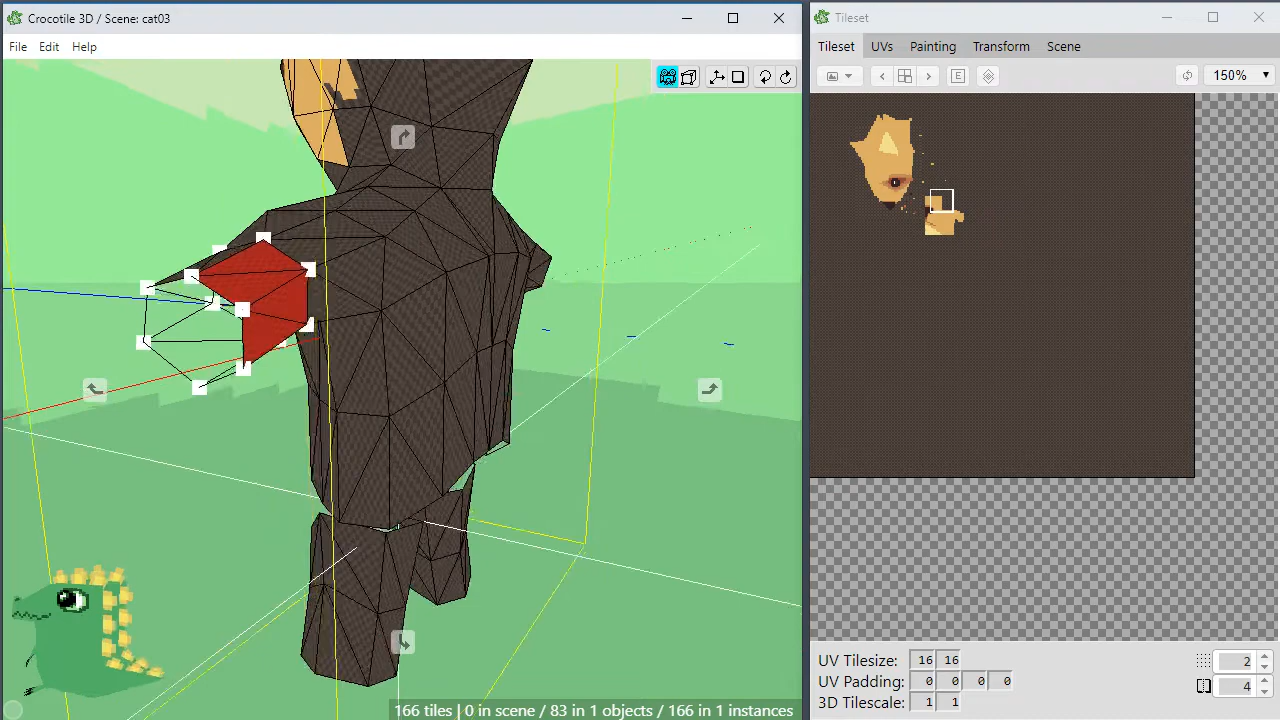 Crocotile 3D / Scene: cat03
File Edit Help
166 tiles | 0 in scene / 83 in 1 objects / 166 in 1 instances
Tileset
Tileset UVs Painting Transform Scene
E 150%
UV Tilesize: 16 16
UV Padding: 0 0 0 0
3D Tilescale: 1 1
2
4